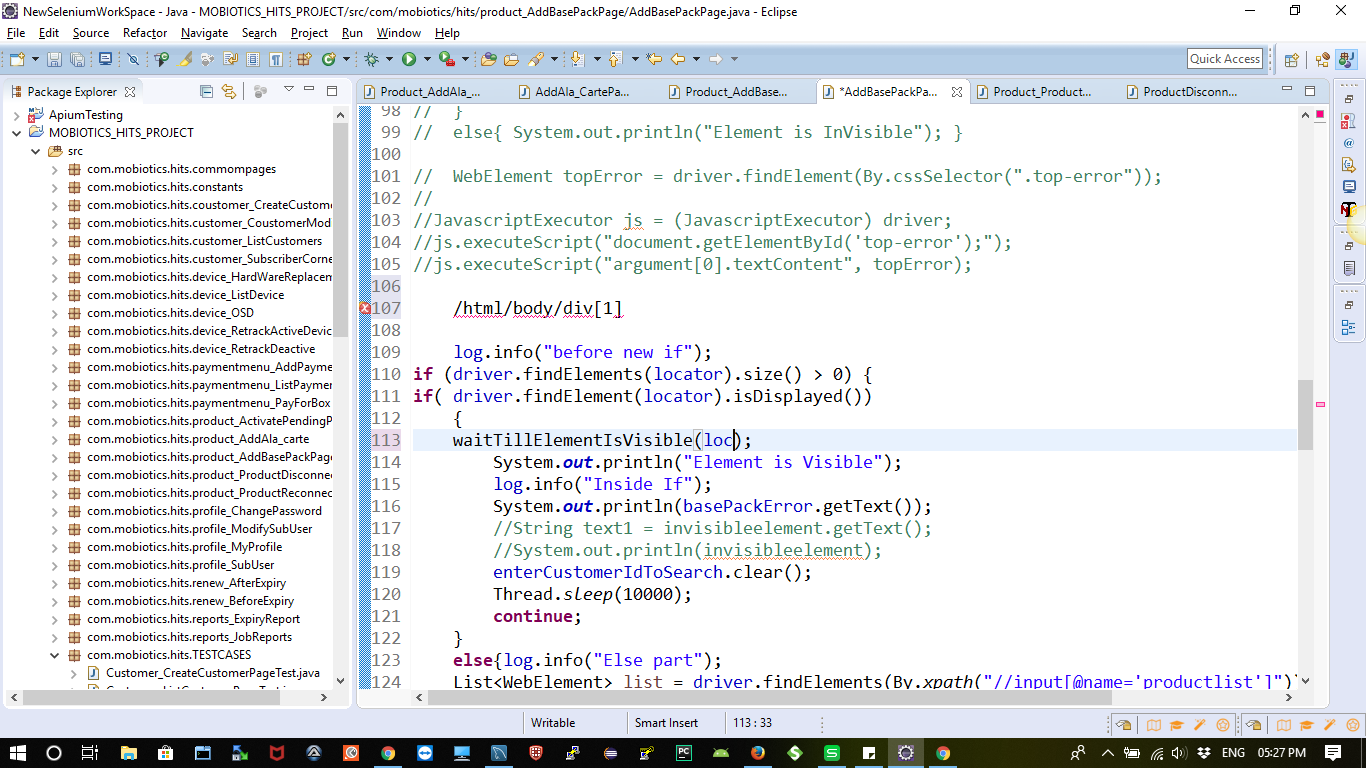 NewSeleniumWorkSpace - Java - MOBIOTICS_HITS_PROJECT/src/com/mobiotics/hits/product_AddBasePackPage/AddBasePackPage.java - Eclipse
File Edit Source Refactor Navigate Search Project Run Window Help
Quick Access
Package Explorer
ApiumTesting
MOBIOTICS_HITS_PROJECT
src
com.mobiotics.hits.commompages
com.mobiotics.hits.constants
com.mobiotics.hits.coustomer_CreateCustome
com.mobiotics.hits.customer_CoustomerMod
com.mobiotics.hits.customer_ListCustomers
com.mobiotics.hits.customer_SubscriberCorne
com.mobiotics.hits.device_HardWareReplacem
com.mobiotics.hits.device_ListDevice
com.mobiotics.hits.device_OSD
com.mobiotics.hits.device_RetrackActiveDevic
com.mobiotics.hits.device_RetrackDeactive
com.mobiotics.hits.paymentmenu_AddPayme
com.mobiotics.hits.paymentmenu_ListPaymer
com.mobiotics.hits.paymentmenu_PayForBox
com.mobiotics.hits.product_ActivatePendingP
com.mobiotics.hits.product_AddAla_carte
com.mobiotics.hits.product_AddBasePackPage
com.mobiotics.hits.product_ProductDisconne
com.mobiotics.hits.product_ProductReconnec
com.mobiotics.hits.profile_ChangePassword
com.mobiotics.hits.profile_ModifySubUser
com.mobiotics.hits.profile_MyProfile
com.mobiotics.hits.profile_SubUser
com.mobiotics.hits.renew_AfterExpiry
com.mobiotics.hits.renew_BeforeExpiry
com.mobiotics.hits.reports_ExpiryReport
com.mobiotics.hits.reports_JobReports
com.mobiotics.hits.TESTCASES
Customer_CreateCustomerPageTest.java
Product_AddAla_... AddAla_CartePa... Product_AddBase... *AddBasePackPa... Product_Product... ProductDisconn...
98 // }
99 // else{ System.out.println("Element is InVisible"); }
100
101 // WebElement topError = driver.findElement(By.cssSelector(".top-error"));
102 //
103 //JavascriptExecutor js = (JavascriptExecutor) driver;
104 //js.executeScript("document.getElementById('top-error');");
105 //js.executeScript("argument[0].textContent", topError);
106
107 /html/body/div[1]
108
109 log.info("before new if");
110 if (driver.findElements(locator).size() > 0) {
111 if( driver.findElement(locator).isDisplayed())
112 {
113 waitTillElementIsVisible(loc);
114 System.out.println("Element is Visible");
115 log.info("Inside If");
116 System.out.println(basePackError.getText());
117 //String text1 = invisibleelement.getText();
118 //System.out.println(invisibleelement);
119 enterCustomerIdToSearch.clear();
120 Thread.sleep(10000);
121 continue;
122 }
123 else{log.info("Else part");
124 List<WebElement> list = driver.findElements(By.xpath("//input[@name='productlist']"))
Writable Smart Insert 113 : 33
ENG 05:27 PM